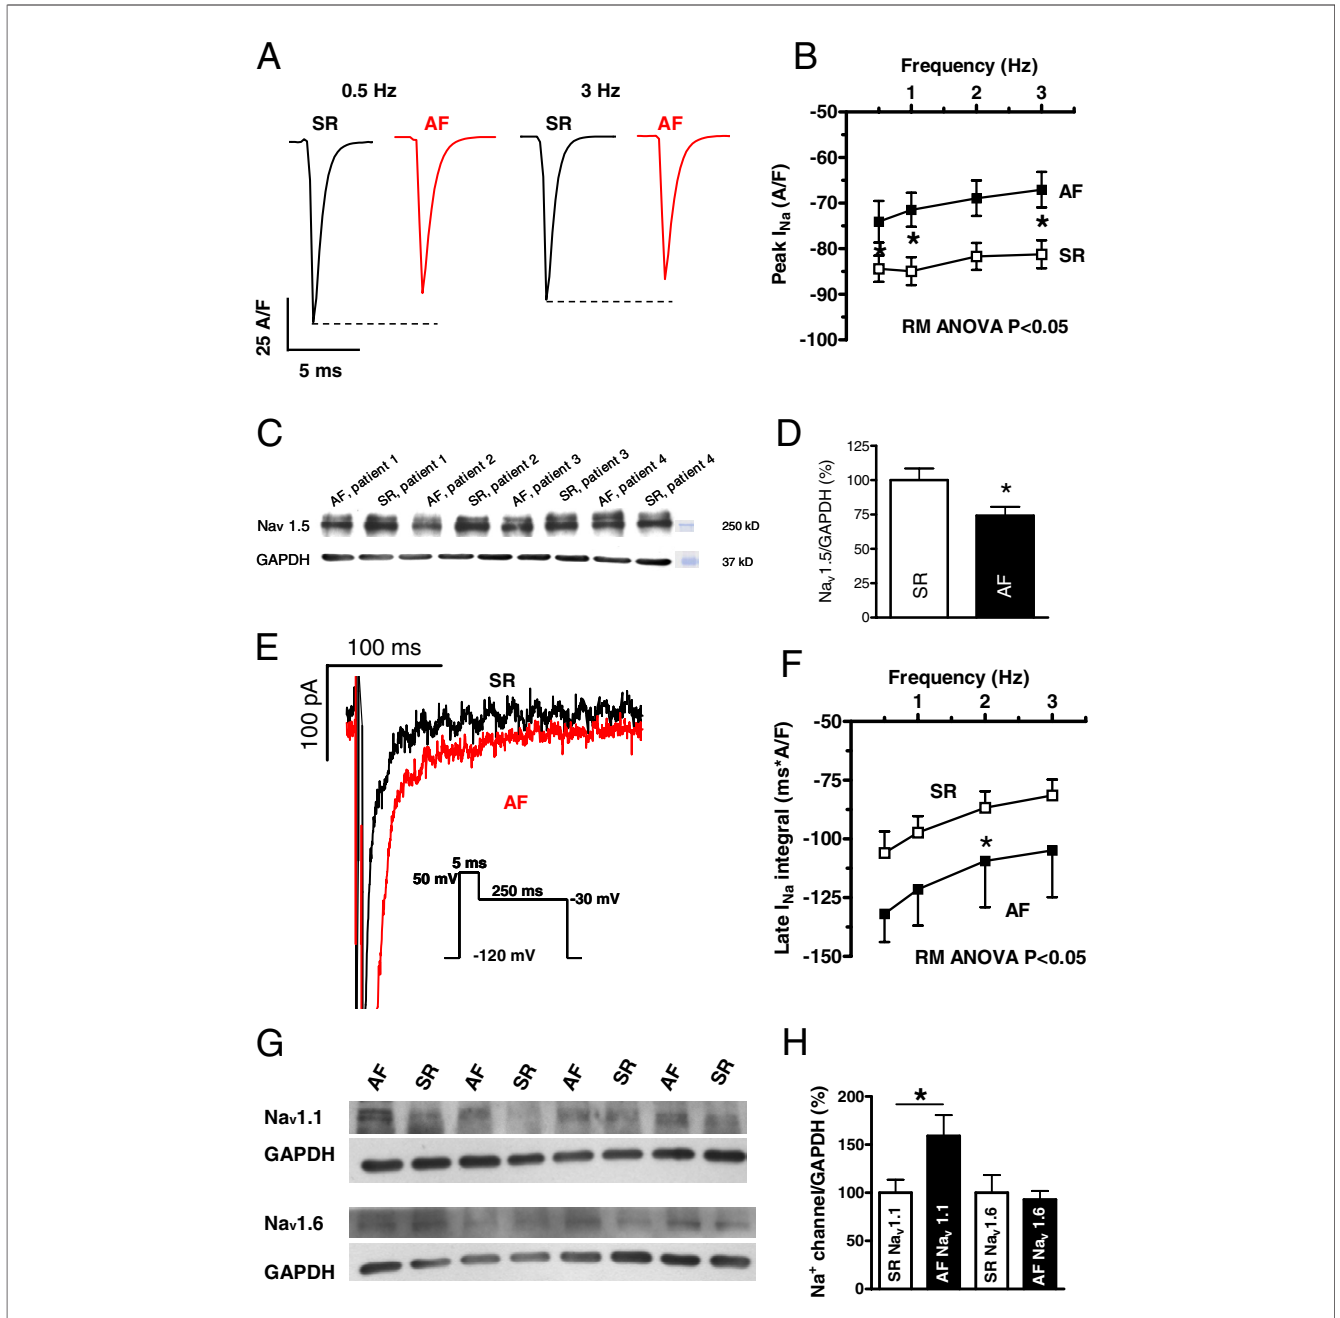 A
0.5 Hz
3 Hz
SR
AF
SR
AF
25 A/F
5 ms
B
Frequency (Hz)
1 2 3
-50
-60
-70
-80
-90
-100
Peak INa (A/F)
AF
*
*
*
SR
RM ANOVA P<0.05
C
AF, patient 1
SR, patient 1
AF, patient 2
SR, patient 2
AF, patient 3
SR, patient 3
AF, patient 4
SR, patient 4
Nav 1.5
250 kD
GAPDH
37 kD
D
125
100
75
50
25
0
Nav1.5/GAPDH (%)
*
SR
AF
E
100 ms
100 pA
SR
AF
5 ms
50 mV
250 ms
-30 mV
-120 mV
F
Frequency (Hz)
1 2 3
-50
-75
-100
-125
-150
Late INa integral (ms*A/F)
SR
*
AF
RM ANOVA P<0.05
G
AF SR AF SR AF SR AF SR
Nav1.1
GAPDH
Nav1.6
GAPDH
H
200
150
100
50
0
Na+ channel/GAPDH (%)
*
SR Nav1.1
AF Nav 1.1
SR Nav1.6
AF Nav 1.6